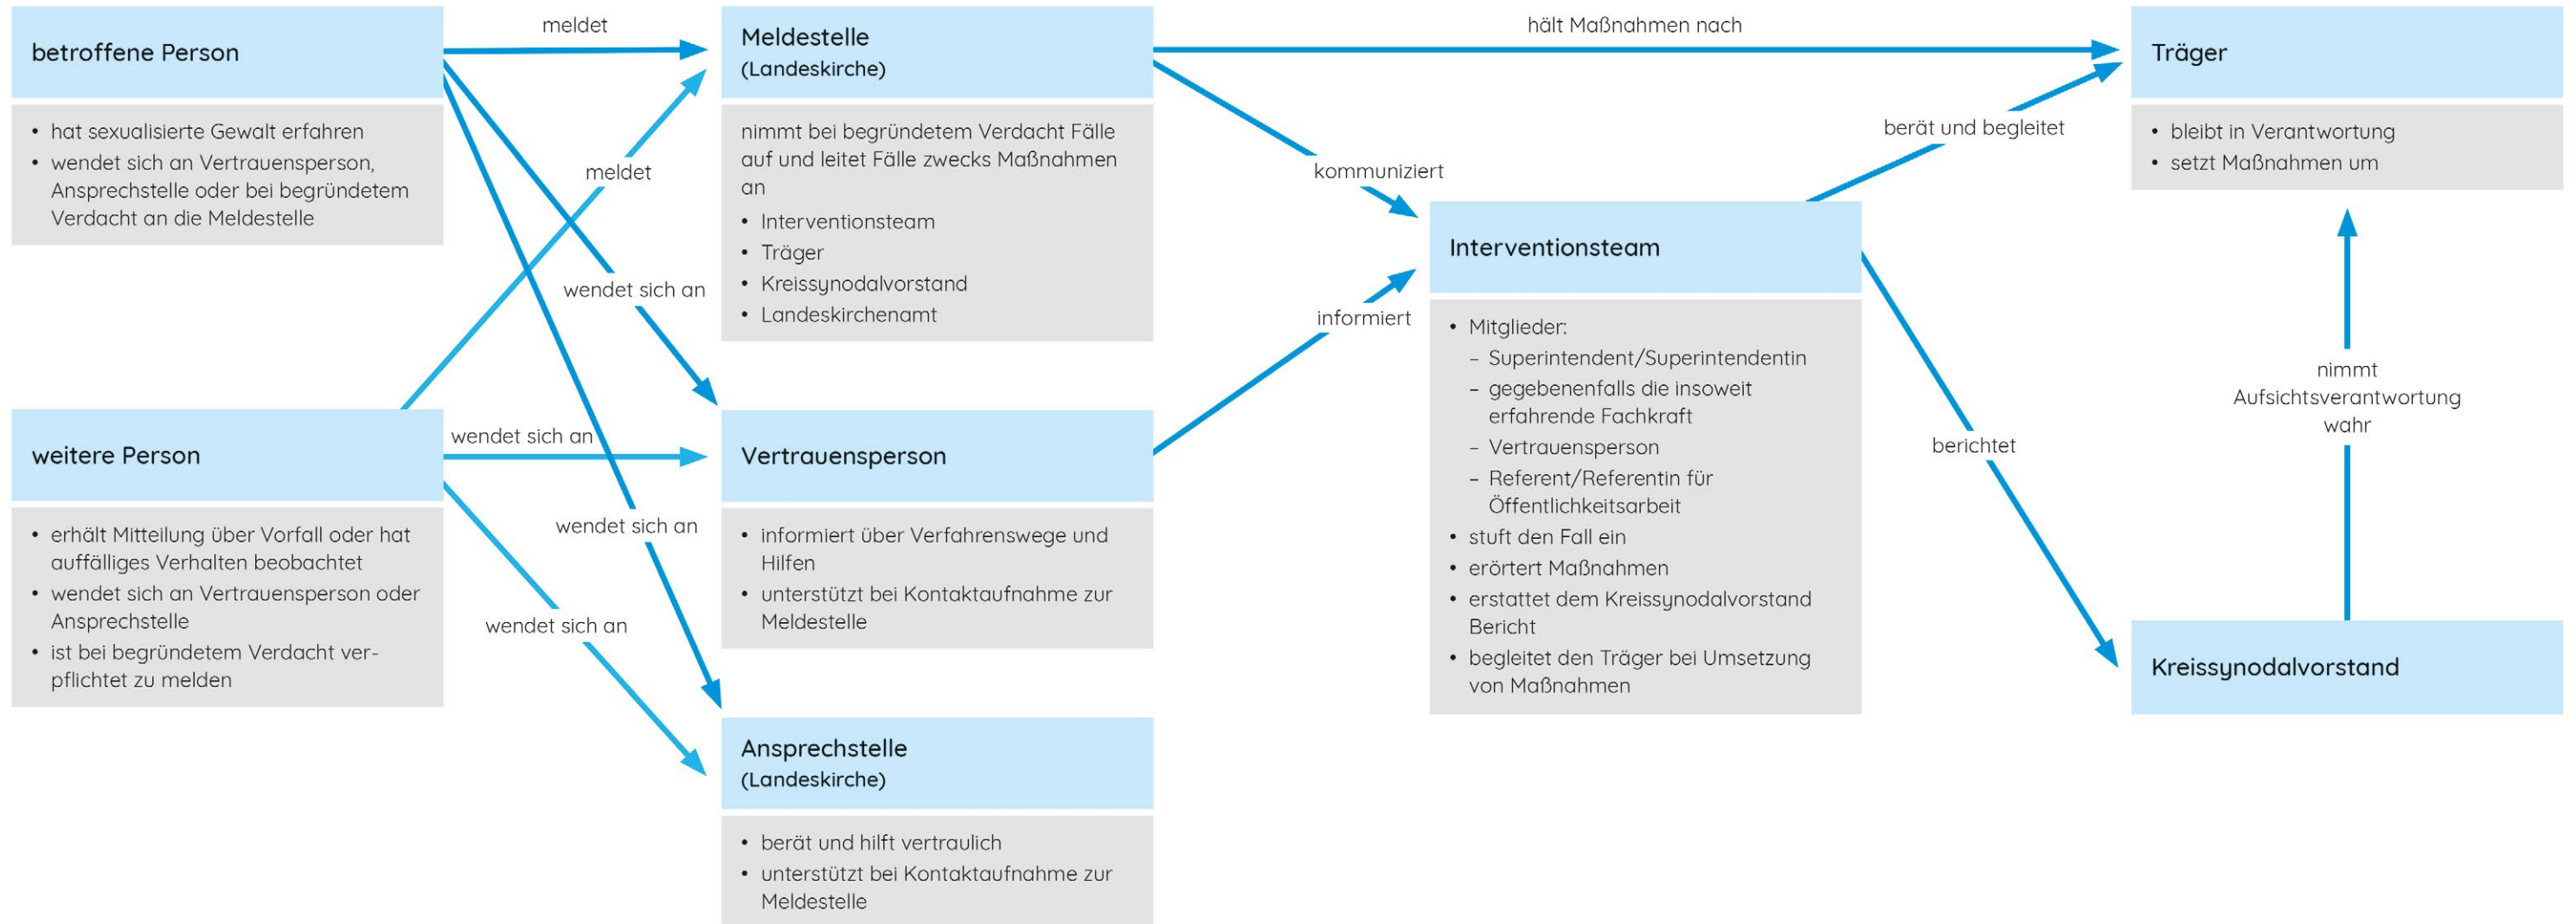 betroffene Person
• hat sexualisierte Gewalt erfahren
• wendet sich an Vertrauensperson,
Ansprechstelle oder bei begründetem
Verdacht an die Meldestelle
weitere Person
• erhält Mitteilung über Vorfall oder hat
auffälliges Verhalten beobachtet
• wendet sich an Vertrauensperson oder
Ansprechstelle
• ist bei begründetem Verdacht ver-
pflichtet zu melden
meldet
meldet
wendet sich an
wendet sich an
wendet sich an
wendet sich an
Meldestelle
(Landeskirche)
nimmt bei begründetem Verdacht Fälle
auf und leitet Fälle zwecks Maßnahmen
an
• Interventionsteam
• Träger
• Kreissynodalvorstand
• Landeskirchenamt
Vertrauensperson
• informiert über Verfahrenswege und
Hilfen
• unterstützt bei Kontaktaufnahme zur
Meldestelle
Ansprechstelle
(Landeskirche)
• berät und hilft vertraulich
• unterstützt bei Kontaktaufnahme zur
Meldestelle
hält Maßnahmen nach
kommuniziert
informiert
Interventionsteam
• Mitglieder:
– Superintendent/Superintendentin
– gegebenenfalls die insoweit
erfahrende Fachkraft
– Vertrauensperson
– Referent/Referentin für
Öffentlichkeitsarbeit
• stuft den Fall ein
• erörtert Maßnahmen
• erstattet dem Kreissynodalvorstand
Bericht
• begleitet den Träger bei Umsetzung
von Maßnahmen
berät und begleitet
berichtet
Träger
• bleibt in Verantwortung
• setzt Maßnahmen um
nimmt
Aufsichtsverantwortung
wahr
Kreissynodalvorstand